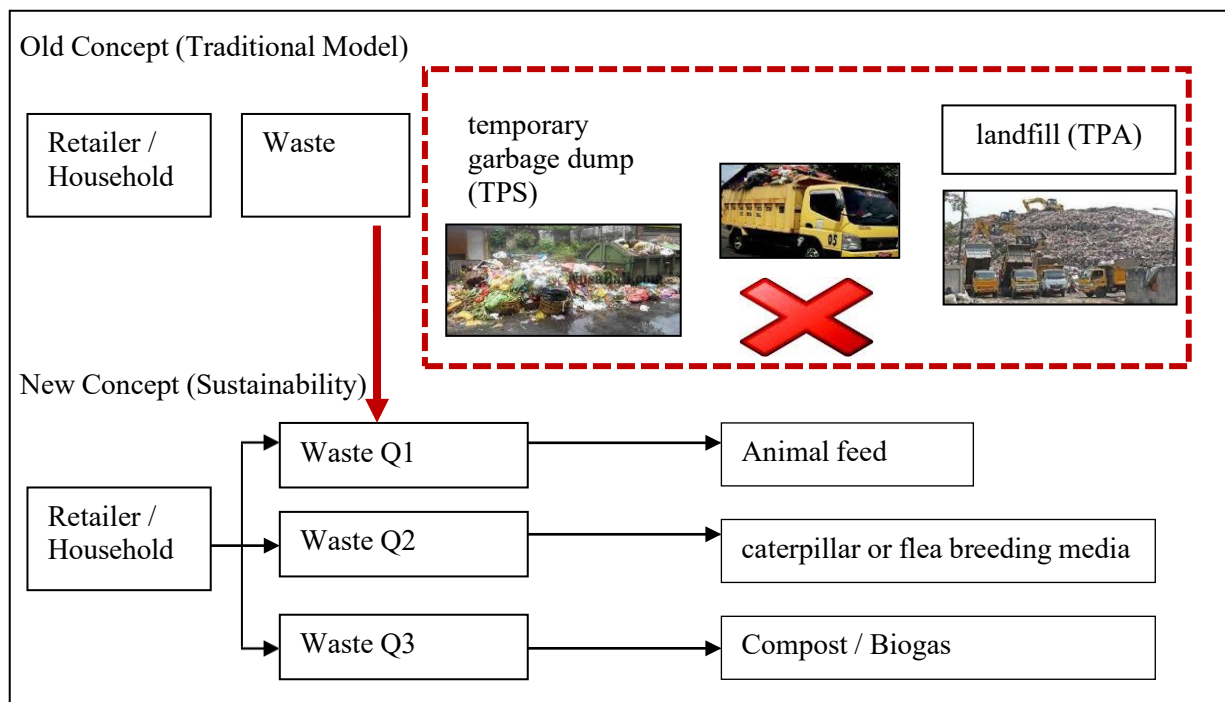 Old Concept (Traditional Model)
Retailer /
Household
Waste
temporary
garbage dump
(TPS)
landfill (TPA)
05
New Concept (Sustainability)
Retailer /
Household
Waste Q1
Animal feed
Waste Q2
caterpillar or flea breeding media
Waste Q3
Compost / Biogas